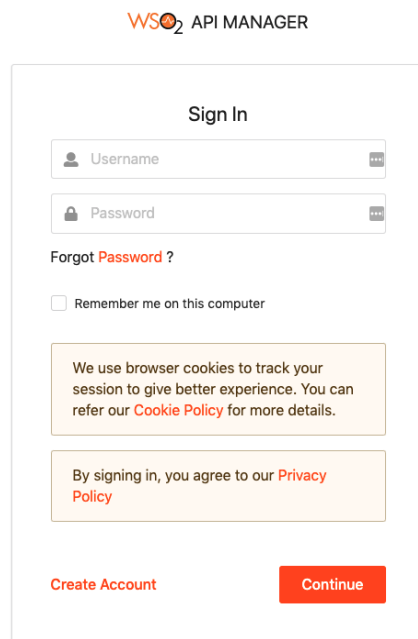 WSO2 API MANAGER
Sign In
Username
Password
Forgot Password ?
Remember me on this computer
We use browser cookies to track your
session to give better experience. You can
refer our Cookie Policy for more details.
By signing in, you agree to our Privacy
Policy
Create Account
Continue